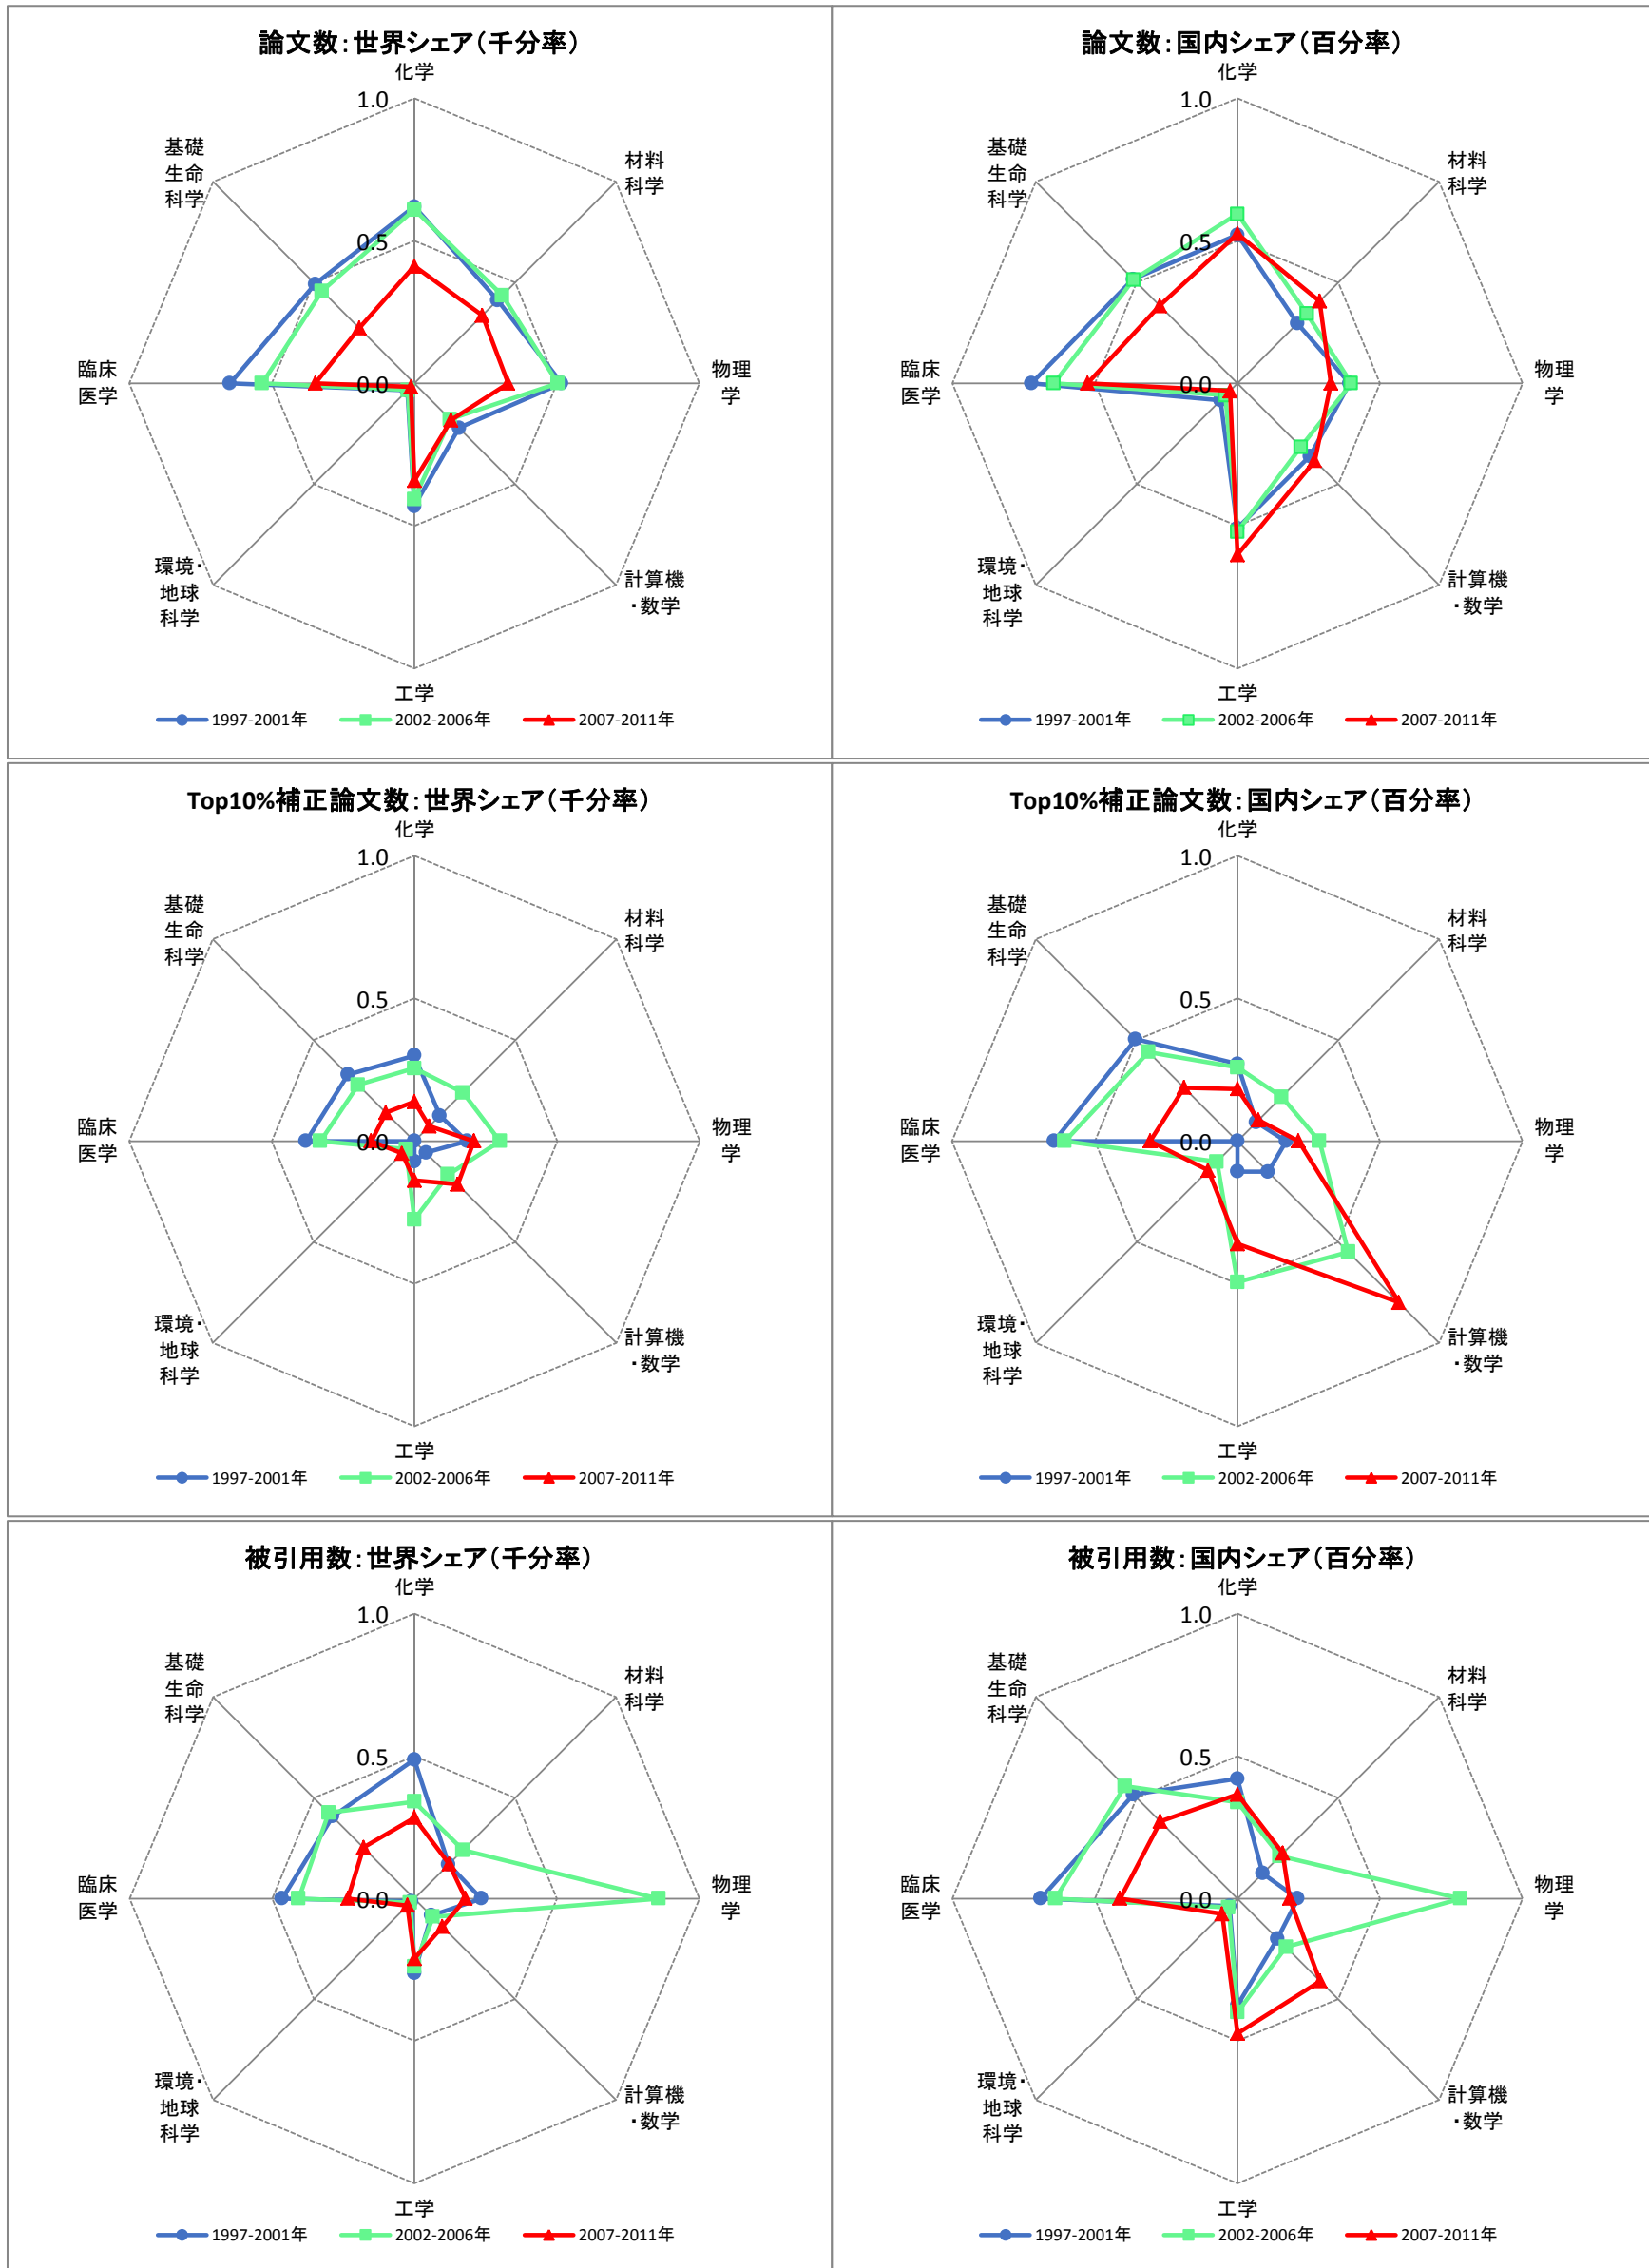 論文数：世界シェア（千分率）
化学
1.0
基礎
生命
科学
材料
科学
0.5
臨床
医学
0.0
物理
学
環境・
地球
科学
計算機
・数学
工学
1997-2001年 2002-2006年 2007-2011年
論文数：国内シェア（百分率）
化学
1.0
基礎
生命
科学
材料
科学
0.5
臨床
医学
0.0
物理
学
環境・
地球
科学
計算機
・数学
工学
1997-2001年 2002-2006年 2007-2011年
Top10%補正論文数：世界シェア（千分率）
化学
1.0
基礎
生命
科学
材料
科学
0.5
臨床
医学
0.0
物理
学
環境・
地球
科学
計算機
・数学
工学
1997-2001年 2002-2006年 2007-2011年
Top10%補正論文数：国内シェア（百分率）
化学
1.0
基礎
生命
科学
材料
科学
0.5
臨床
医学
0.0
物理
学
環境・
地球
科学
計算機
・数学
工学
1997-2001年 2002-2006年 2007-2011年
被引用数：世界シェア（千分率）
化学
1.0
基礎
生命
科学
材料
科学
0.5
臨床
医学
0.0
物理
学
環境・
地球
科学
計算機
・数学
工学
1997-2001年 2002-2006年 2007-2011年
被引用数：国内シェア（百分率）
化学
1.0
基礎
生命
科学
材料
科学
0.5
臨床
医学
0.0
物理
学
環境・
地球
科学
計算機
・数学
工学
1997-2001年 2002-2006年 2007-2011年